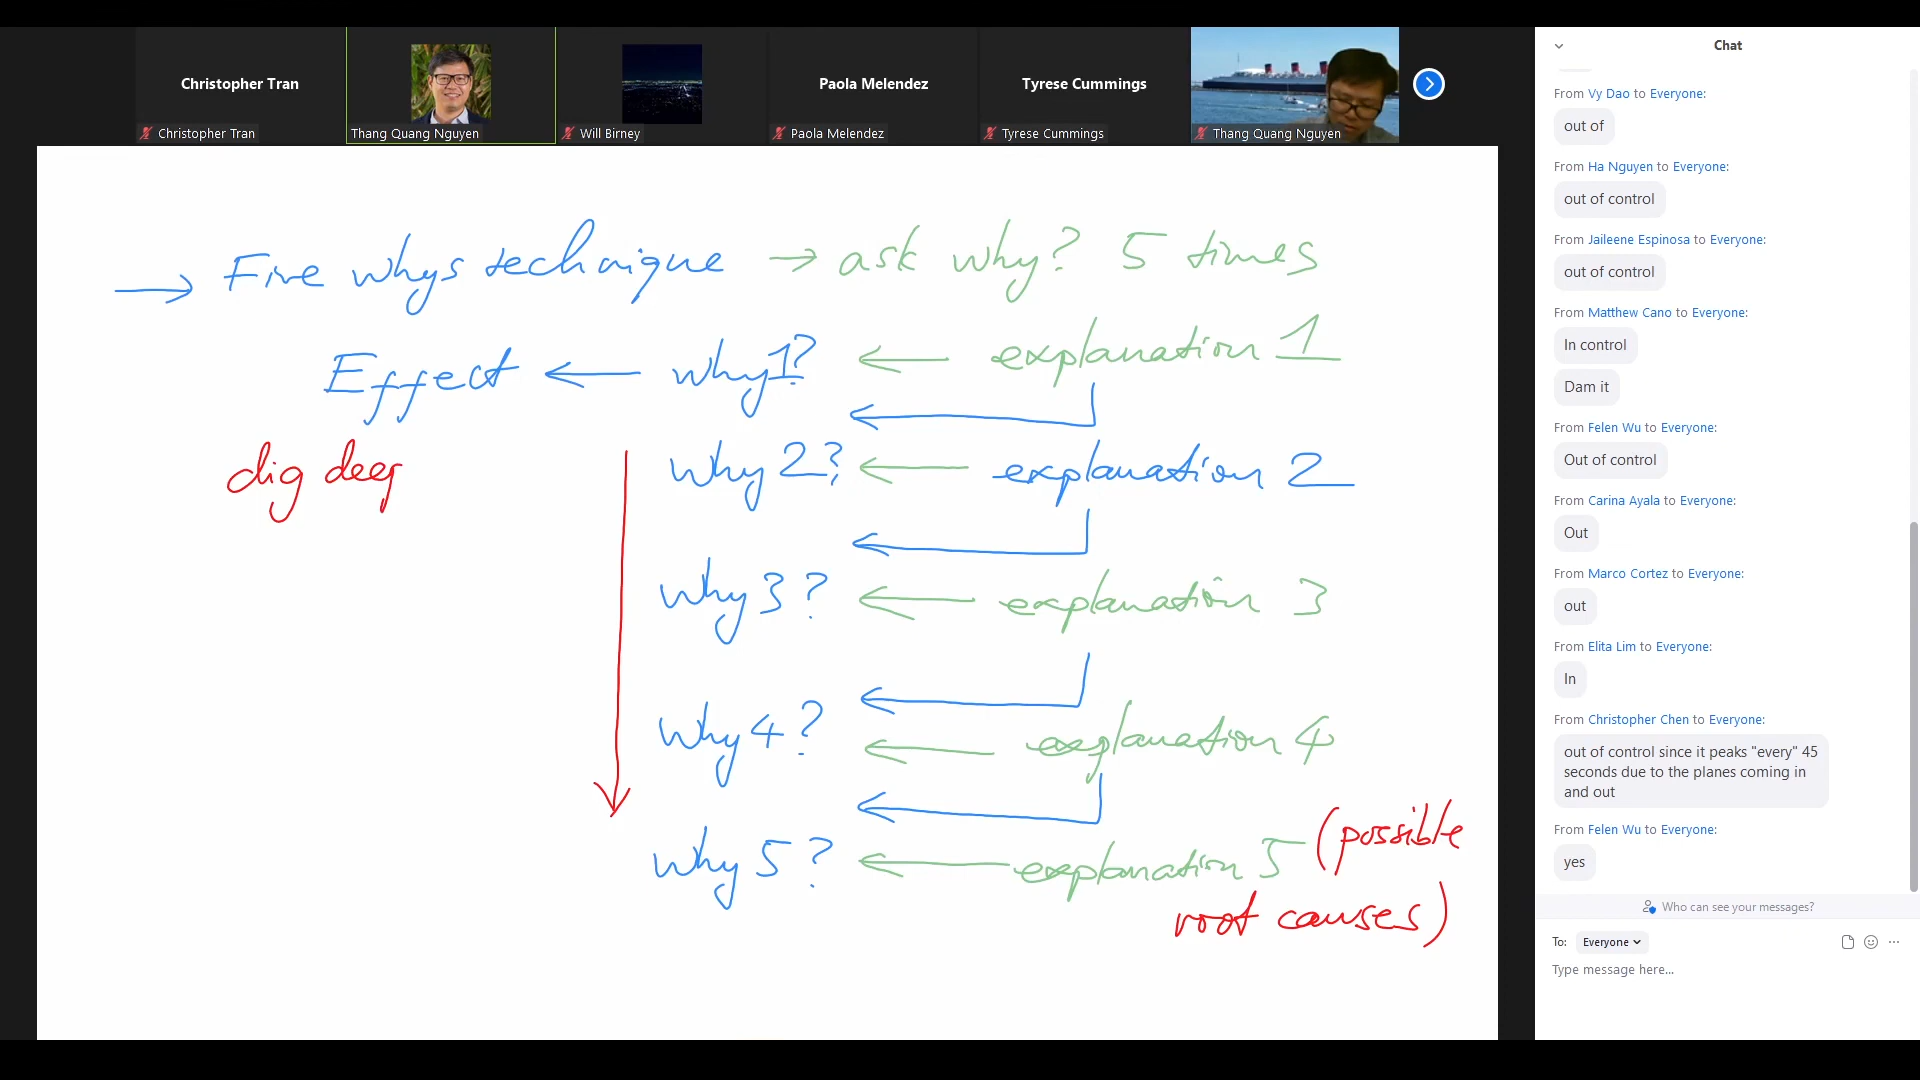 Christopher Tran
Paola Melendez
Tyrese Cummings
Christopher Tran
Thang Quang Nguyen
Will Birney
Paola Melendez
Tyrese Cummings
Thang Quang Nguyen
→ Five whys technique → ask why? 5 times
Effect ← why 1? ← explanation 1
dig deep
why 2? ← explanation 2
why 3? ← explanation 3
why 4? ← explanation 4
why 5? ← explanation 5 (possible
root causes)
Chat
From Vy Dao to Everyone:
out of
From Ha Nguyen to Everyone:
out of control
From Jaileene Espinosa to Everyone:
out of control
From Matthew Cano to Everyone:
In control
Dam it
From Felen Wu to Everyone:
Out of control
From Carina Ayala to Everyone:
Out
From Marco Cortez to Everyone:
out
From Elita Lim to Everyone:
In
From Christopher Chen to Everyone:
out of control since it peaks "every" 45
seconds due to the planes coming in
and out
From Felen Wu to Everyone:
yes
Who can see your messages?
To: Everyone
Type message here...